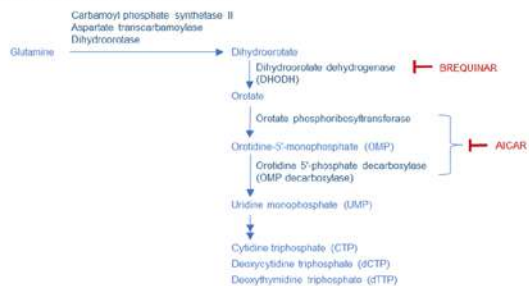 Carbamoyl phosphate synthetase II
Aspartate transcarbamoylase
Dihydroorotase
Glutamine
Dihydroorotate
Dihydroorotate dehydrogenase
(DHODH)
BREQUINAR
Orotate
Orotate phosphoribosyltransferase
Orotidine-5'-monophosphate (OMP)
AICAR
Orotidine 5'-phosphate decarboxylase
(OMP decarboxylase)
Uridine monophosphate (UMP)
Cytidine triphosphate (CTP)
Deoxycytidine triphosphate (dCTP)
Deoxythymidine triphosphate (dTTP)